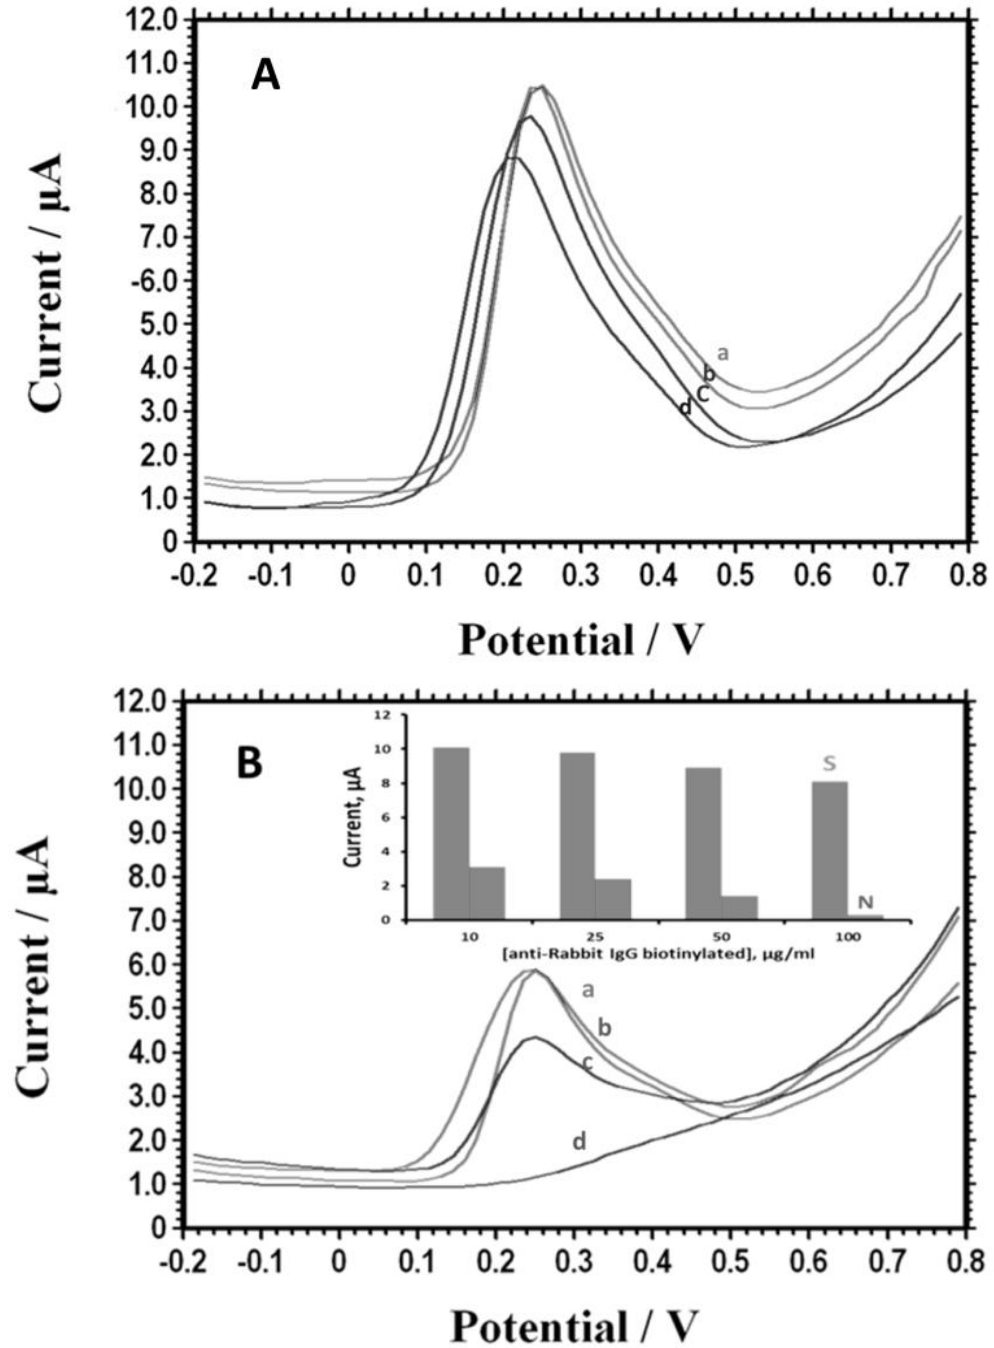 A
12.0
11.0
10.0
9.0
8.0
7.0
-6.0
5.0
4.0
3.0
2.0
1.0
0
Current / µA
a
b
C
d
-0.2 -0.1 0 0.1 0.2 0.3 0.4 0.5 0.6 0.7 0.8
Potential / V
B
12.0
11.0
10.0
9.0
8.0
7.0
6.0
5.0
4.0
3.0
2.0
1.0
0
Current / µA
12
10
8
6
4
2
0
Current, µA
S
N
10 25 50 100
[anti-Rabbit IgG biotinylated], µg/ml
a
b
c
d
-0.2 -0.1 0 0.1 0.2 0.3 0.4 0.5 0.6 0.7 0.8
Potential / V